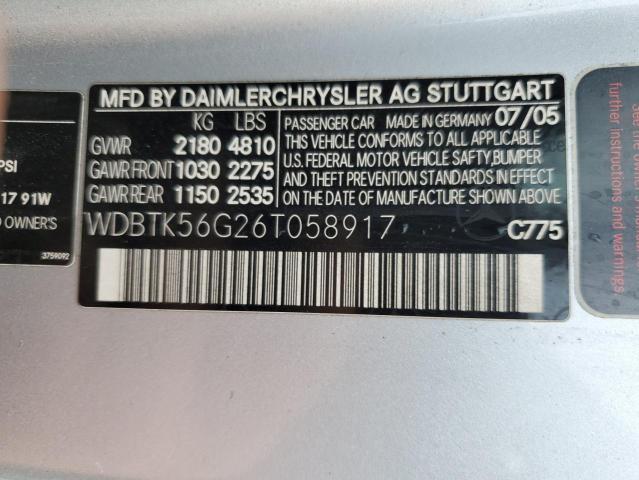 MFD BY DAIMLERCHRYSLER AG STUTTGART
KG LBS
GVWR 2180 4810
GAWR FRONT 1030 2275
GAWR REAR 1150 2535
PASSENGER CAR MADE IN GERMANY 07/05
THIS VEHICLE CONFORMS TO ALL APPLICABLE
U.S. FEDERAL MOTOR VEHICLE SAFTY, BUMPER
AND THEFT PREVENTION STANDARDS IN EFFECT
ON THE DATE OF MANUFACTURE SHOWN ABOVE.
WDBTK56G26T058917
C775
PSI
17 91W
OWNER'S
3759092
further instructions and warnings